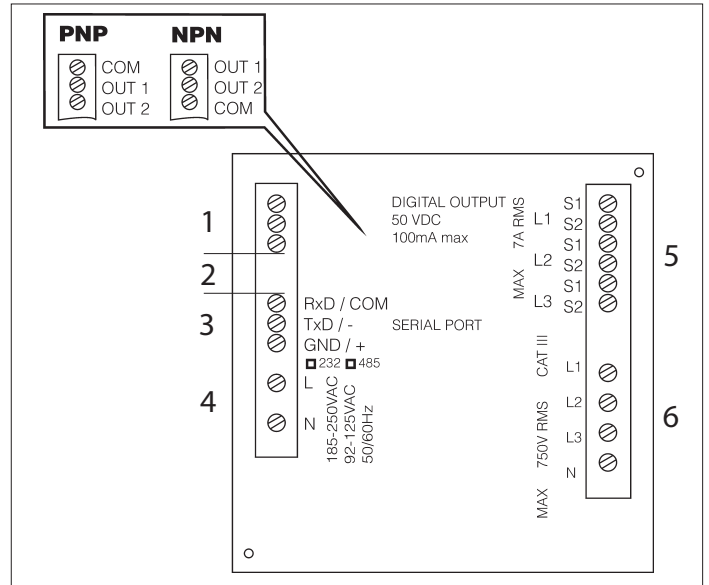 PNP NPN
COM OUT 1
OUT 1 OUT 2
OUT 2 COM
1
2
3
4
DIGITAL OUTPUT
50 VDC
100mA max
RxD / COM
TxD / - SERIAL PORT
GND / +
232 485
L
N
185-250VAC
92-125VAC
50/60Hz
MAX 7A RMS
L1 S1
S2
L2 S1
S2
L3 S1
S2
5
MAX 750V RMS CAT III
L1
L2
L3
N
6